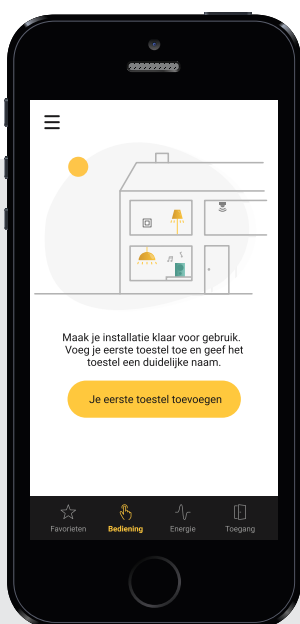 Maak je installatie klaar voor gebruik.
Voeg je eerste toestel toe en geef het
toestel een duidelijke naam.
Je eerste toestel toevoegen
Favorieten Bediening Energie Toegang